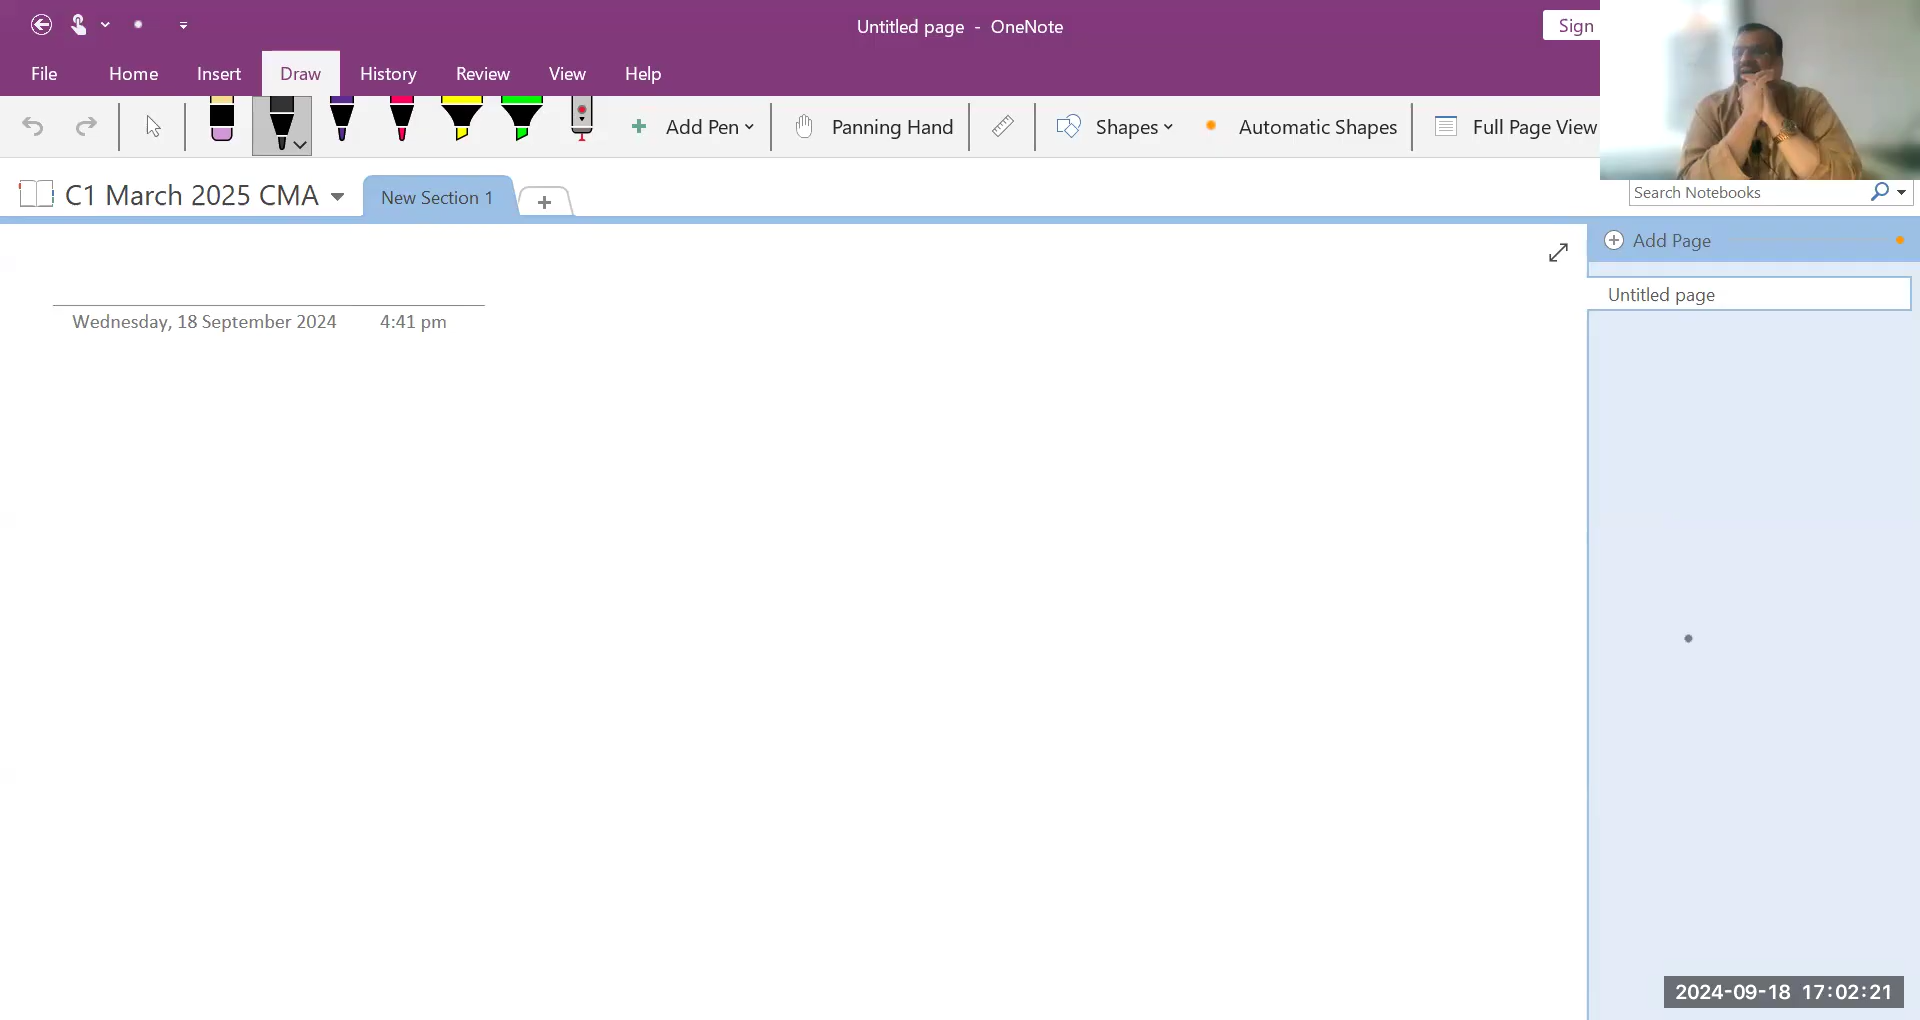 Untitled page - OneNote
Sign
File Home Insert Draw History Review View Help
Add Pen Panning Hand Shapes Automatic Shapes Full Page View
C1 March 2025 CMA New Section 1
Search Notebooks
Add Page
Untitled page
Wednesday, 18 September 2024 4:41 pm
2024-09-18 17:02:21